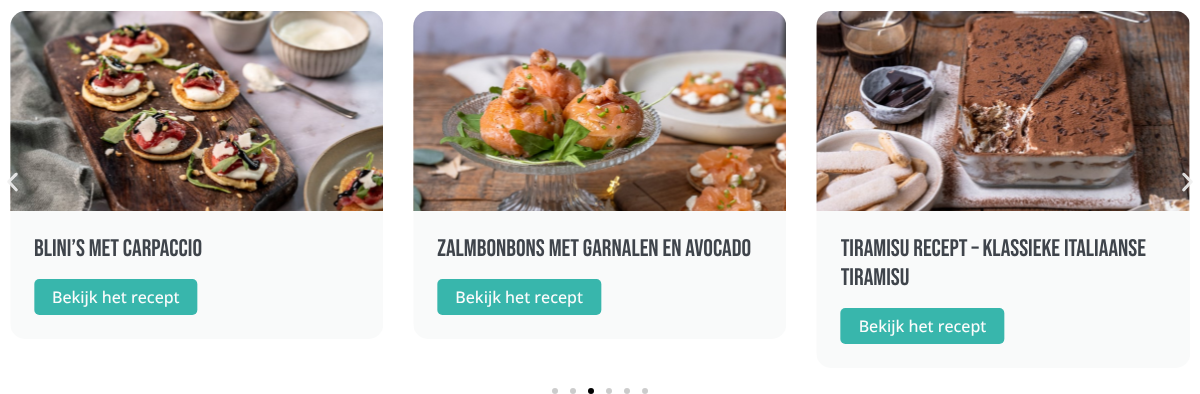 BLINI'S MET CARPACCIO
Bekijk het recept
ZALMBONBONS MET GARNALEN EN AVOCADO
Bekijk het recept
TIRAMISU RECEPT – KLASSIEKE ITALIAANSE
TIRAMISU
Bekijk het recept